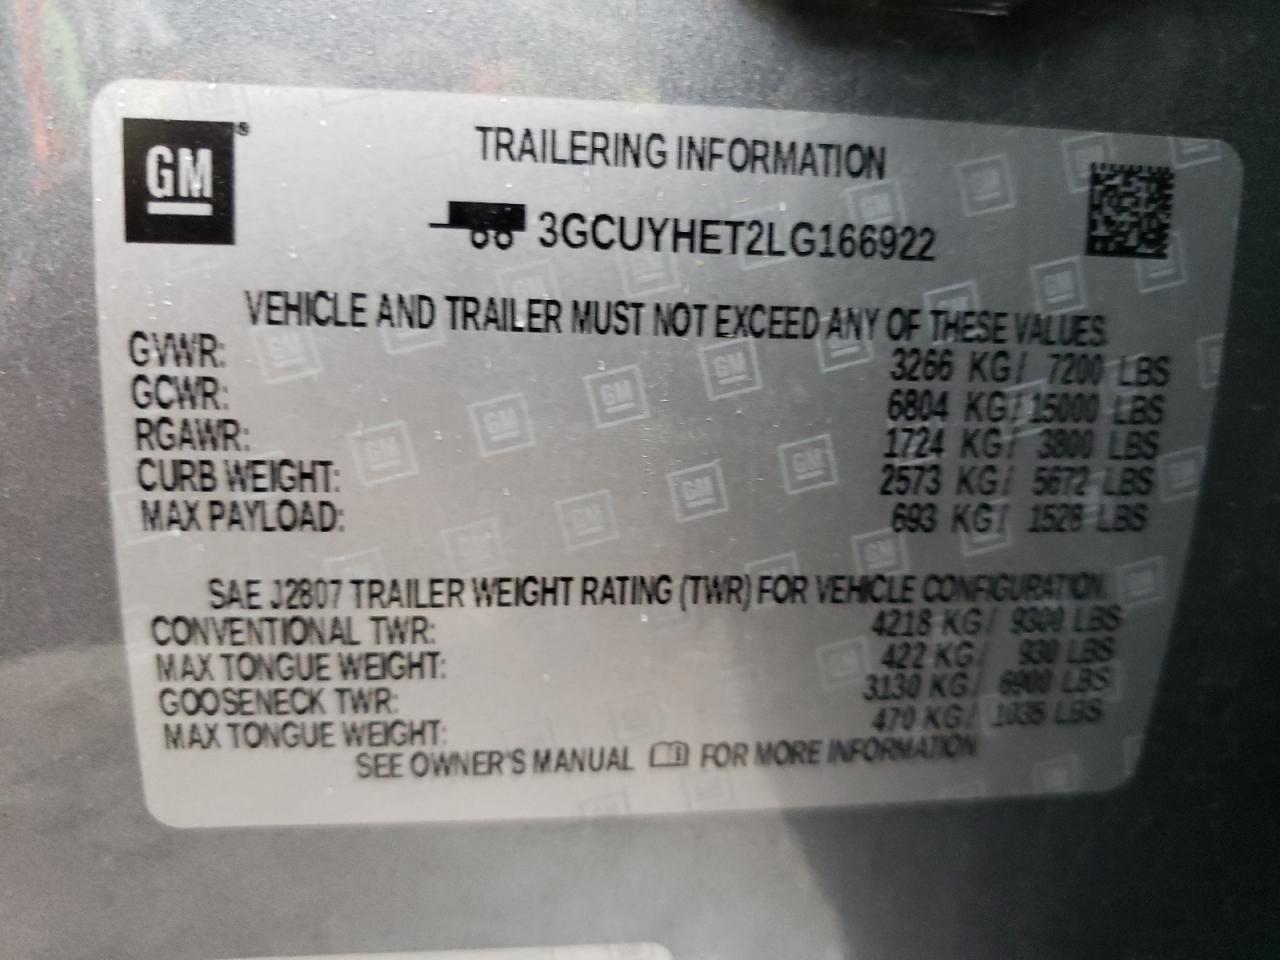 GM®
TRAILERING INFORMATION
3GCUYHET2LG166922
VEHICLE AND TRAILER MUST NOT EXCEED ANY OF THESE VALUES.
GVWR: 3266 KG/ 7200 LBS
GCWR: 6804 KG/ 15000 LBS
RGAWR: 1724 KG/ 3800 LBS
CURB WEIGHT: 2573 KG/ 5672 LBS
MAX PAYLOAD: 693 KG/ 1528 LBS
SAE J2807 TRAILER WEIGHT RATING (TWR) FOR VEHICLE CONFIGURATION.
CONVENTIONAL TWR: 4218 KG/ 9300 LBS
MAX TONGUE WEIGHT: 422 KG/ 930 LBS
GOOSENECK TWR: 3130 KG/ 6900 LBS
MAX TONGUE WEIGHT: 470 KG/ 1035 LBS
SEE OWNER'S MANUAL FOR MORE INFORMATION